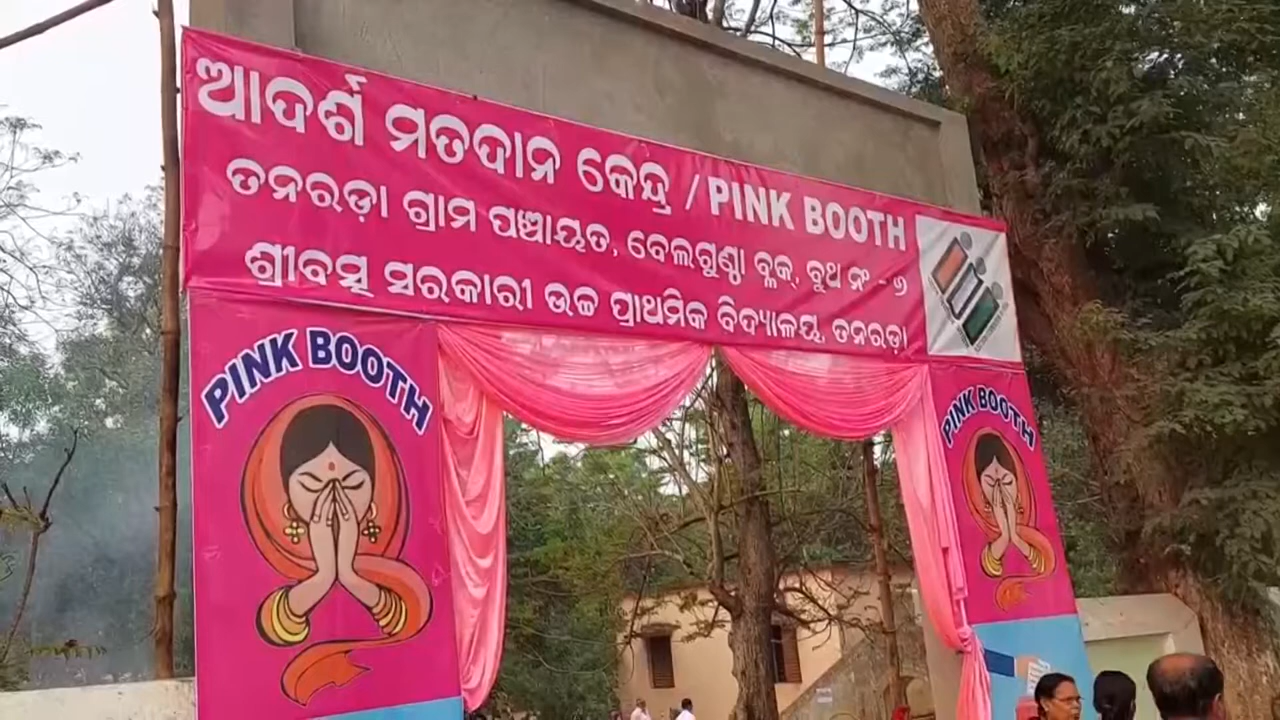 ଆଦର୍ଶ ମତଦାନ କେନ୍ଦ୍ର / PINK BOOTH
ତନରଡ଼ା ଗ୍ରାମ ପଞ୍ଚାୟତ, ବେଲଗୁଣ୍ଠା ବ୍ଲକ୍, ବୁଥ ନଂ - ୬
ଶ୍ରୀବତ୍ସ ସରକାରୀ ଉଚ୍ଚ ପ୍ରାଥମିକ ବିଦ୍ୟାଳୟ, ତନରଡ଼ା
PINK BOOTH
PINK BOOTH